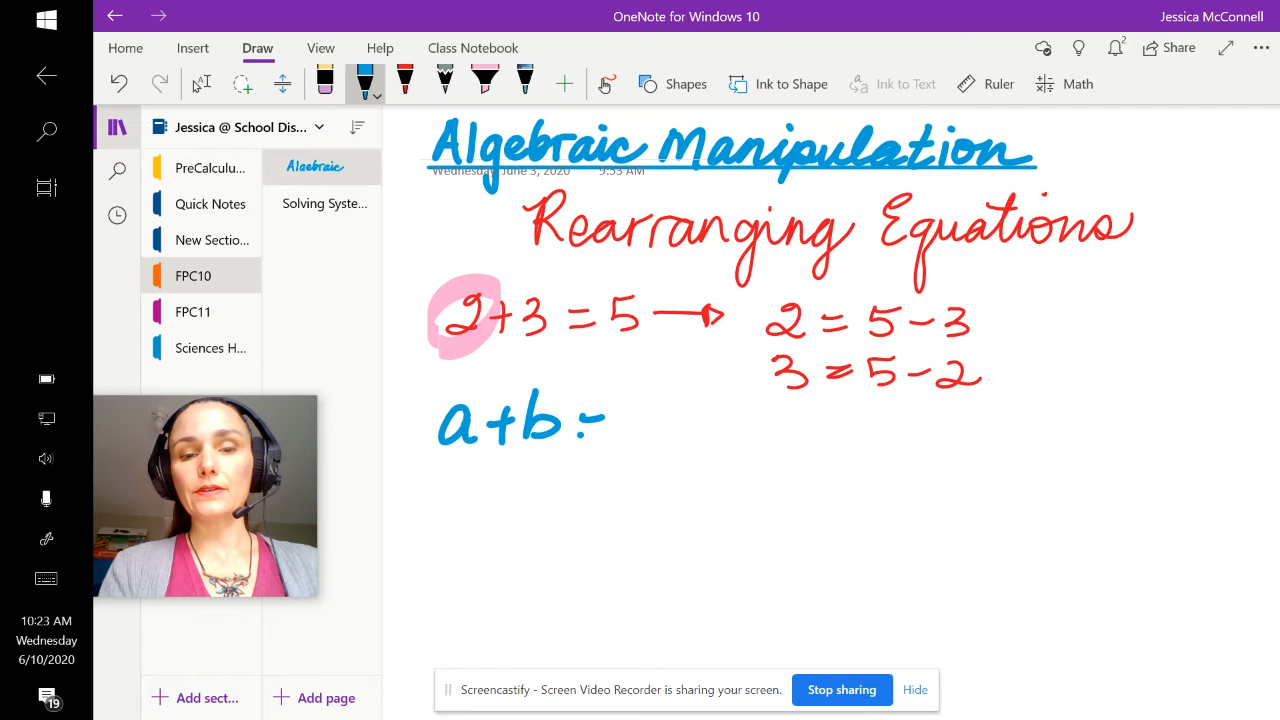 OneNote for Windows 10
Jessica McConnell
Home Insert Draw View Help Class Notebook
2 Share
Shapes Ink to Shape Ink to Text Ruler Math
Jessica @ School Dis...
PreCalculu...
Quick Notes
New Sectio...
FPC10
FPC11
Sciences H...
Algebraic
Solving Syste...
Algebraic Manipulation
Wednesday, June 3, 2020 9:53 AM
Rearranging Equations
2+3 = 5 → 2 = 5 - 3
3 = 5 - 2
a+b =
10:23 AM
Wednesday
6/10/2020
19
Add sect...
Add page
Screencastify - Screen Video Recorder is sharing your screen. Stop sharing Hide